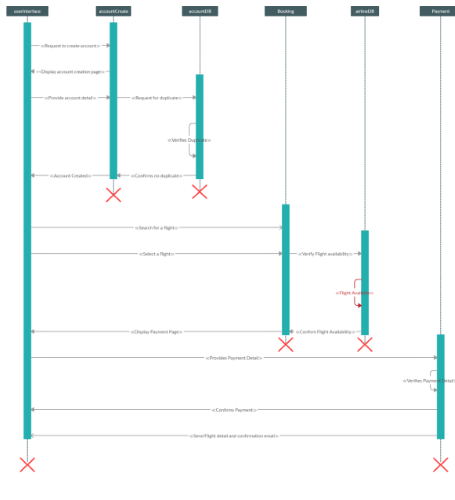 userInterface
accountCreate
accountDB
Booking
airlineDB
Payment
<Request to create account>
<Display account creation page>
<Provide account detail>
<Request for duplicate>
<Verifies Duplicate>
<Account Created>
<Confirms no duplicate>
<Search for a flight>
<Select a flight>
<Verify Flight availability>
<Flight Available>
<Display Payment Page>
<Confirm Flight Availability>
<Provides Payment Detail>
<Verifies Payment Detail>
<Confirms Payment>
<Send Flight detail and confirmation email>